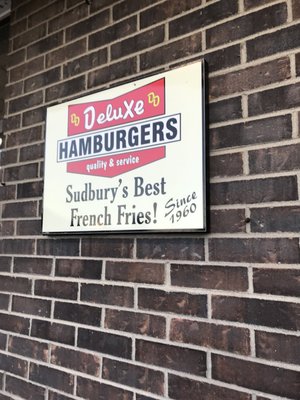 D D
DeluXe
HAMBURGERS
quality & service
Sudbury's Best
French Fries!
Since
1960